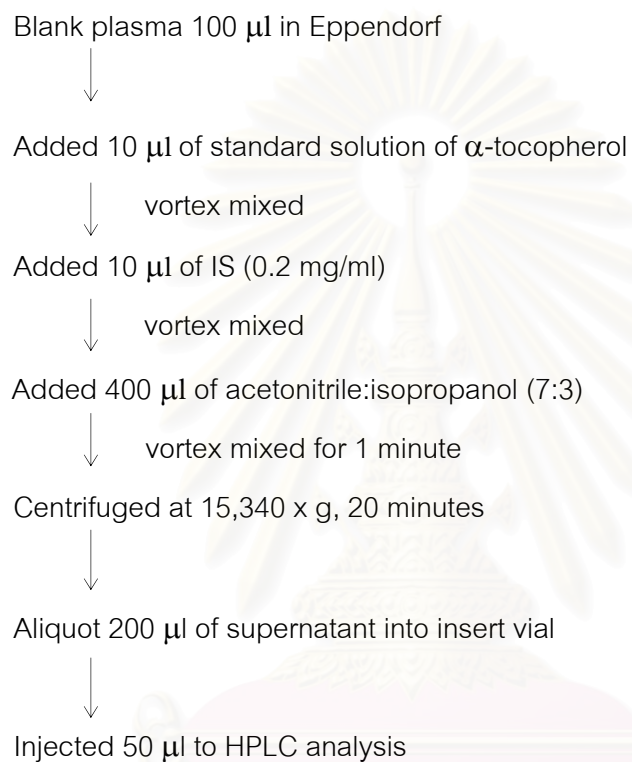 Blank plasma 100 µl in Eppendorf
Added 10 µl of standard solution of α-tocopherol
vortex mixed
Added 10 µl of IS (0.2 mg/ml)
vortex mixed
Added 400 µl of acetonitrile:isopropanol (7:3)
vortex mixed for 1 minute
Centrifuged at 15,340 x g, 20 minutes
Aliquot 200 µl of supernatant into insert vial
Injected 50 µl to HPLC analysis